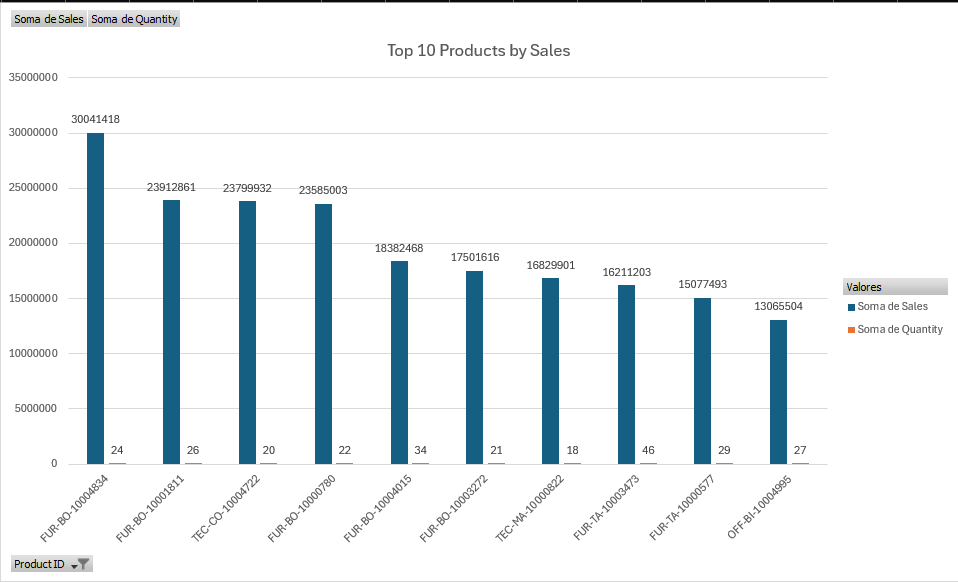 Soma de Sales Soma de Quantity
Top 10 Products by Sales
35000000
30000000
25000000
20000000
15000000
10000000
5000000
0
30041418
23912861
23799932
23585003
18382468
17501616
16829901
16211203
15077493
13065504
24
26
20
22
34
21
18
46
29
27
FUR-BO-10004834
FUR-BO-10001811
TEC-CO-10004722
FUR-BO-10000780
FUR-BO-10004015
FUR-BO-10003272
TEC-MA-10000822
FUR-TA-10003473
FUR-TA-10000577
OFF-BI-10004995
Valores
Soma de Sales
Soma de Quantity
Product ID